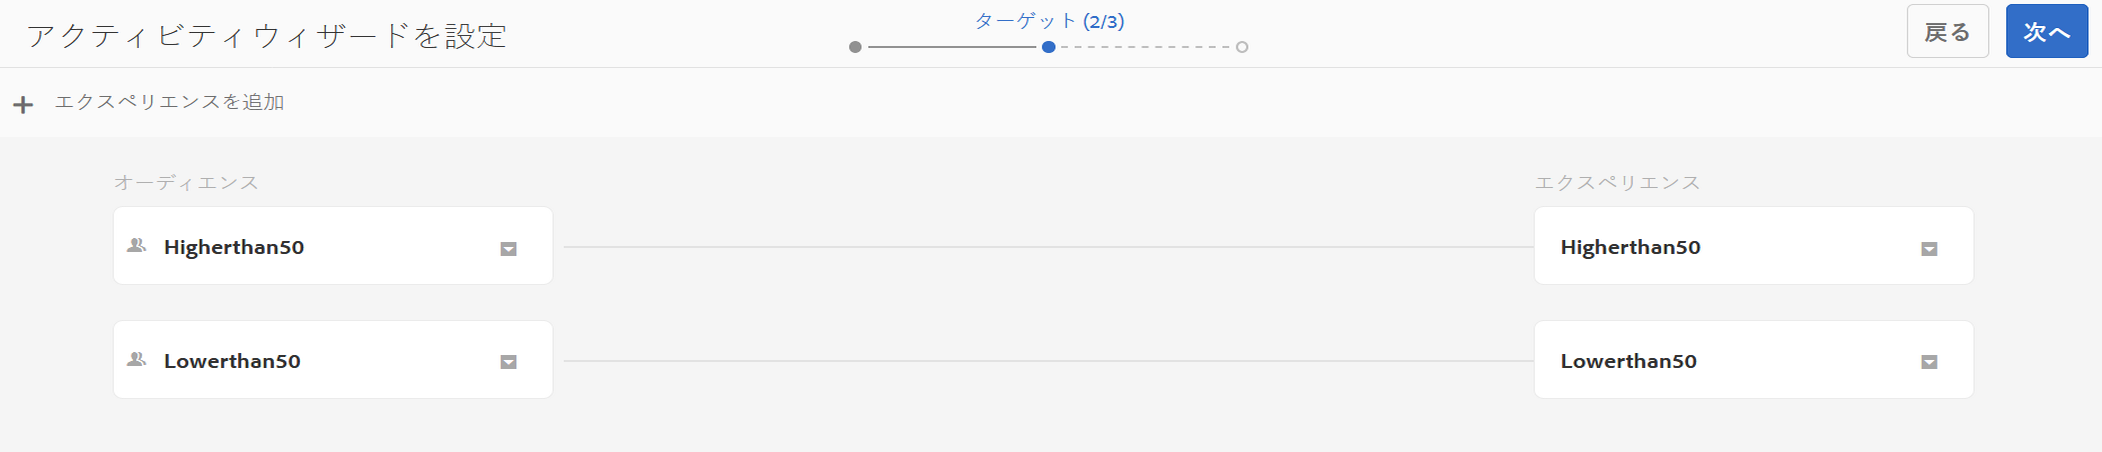 アクティビティウィザードを設定
ターゲット (2/3)
戻る
次へ
エクスペリエンスを追加
オーディエンス
エクスペリエンス
Higherthan50
Higherthan50
Lowerthan50
Lowerthan50